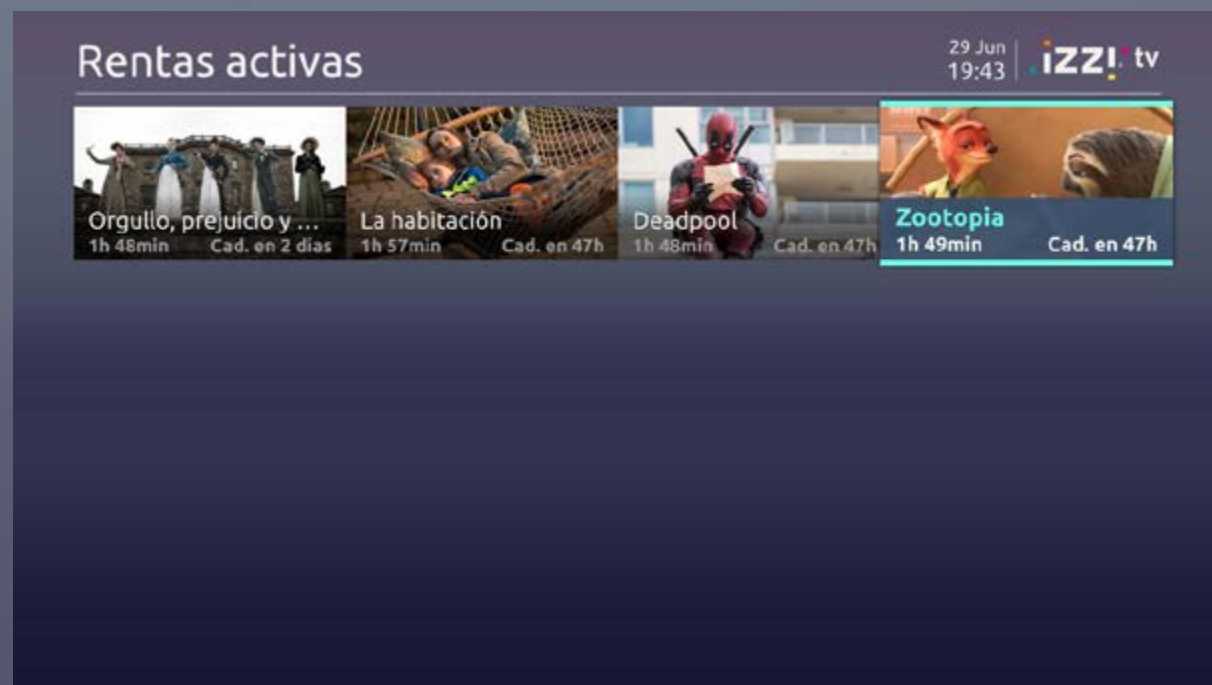 Rentas activas
29 Jun
19:43
izzi tv
Orgullo, prejuicio y ...
1h 48min Cad. en 2 días
La habitación
1h 57min Cad. en 47h
Deadpool
1h 48min Cad. en 47h
Zootopia
1h 49min Cad. en 47h